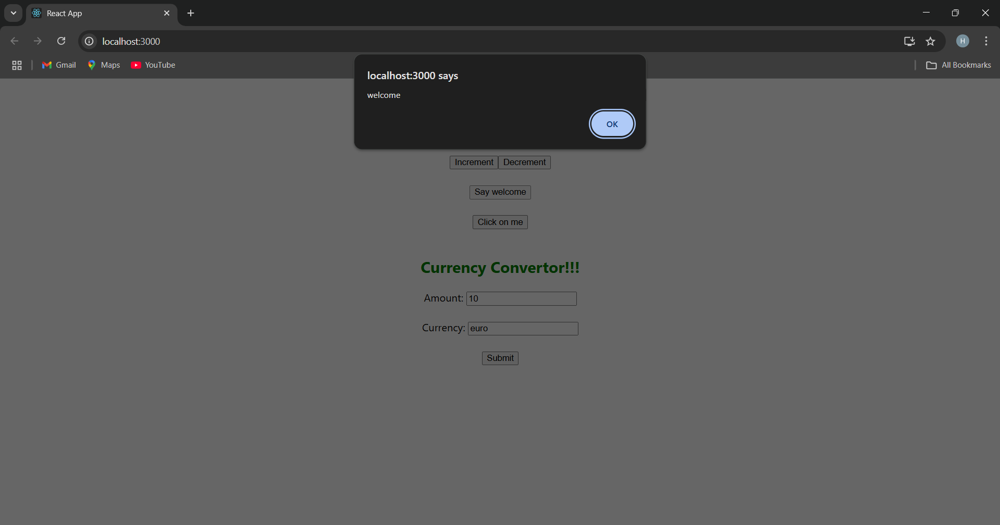 React App
localhost:3000
Gmail Maps YouTube All Bookmarks
H
localhost:3000 says
welcome
OK
Increment Decrement
Say welcome
Click on me
Currency Convertor!!!
Amount: 10
Currency: euro
Submit